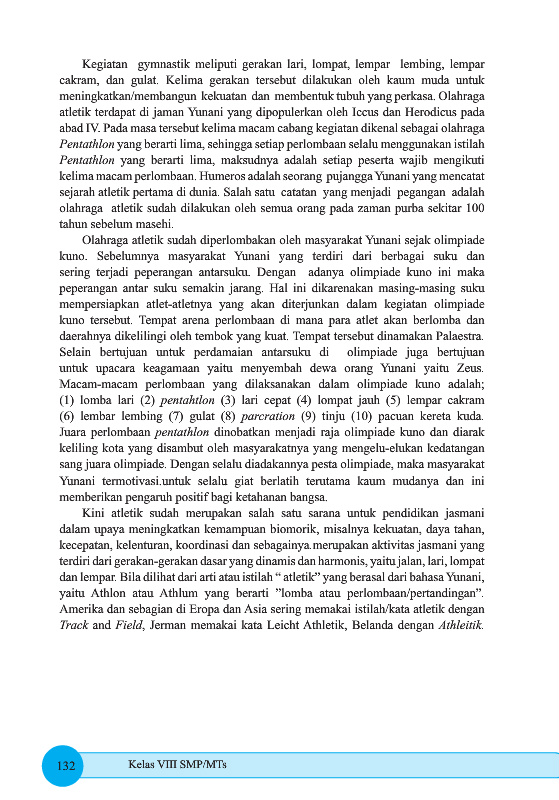 Kegiatan gymnastik meliputi gerakan lari, lompat, lempar lembing, lempar
cakram, dan gulat. Kelima gerakan tersebut dilakukan oleh kaum muda untuk
meningkatkan/membangun kekuatan dan membentuk tubuh yang perkasa. Olahraga
atletik terdapat di jaman Yunani yang dipopulerkan oleh Iccus dan Herodicus pada
abad IV. Pada masa tersebut kelima macam cabang kegiatan dikenal sebagai olahraga
Pentathlon yang berarti lima, sehingga setiap perlombaan selalu menggunakan istilah
Pentathlon yang berarti lima, maksudnya adalah setiap peserta wajib mengikuti
kelima macam perlombaan. Humeros adalah seorang pujangga Yunani yang mencatat
sejarah atletik pertama di dunia. Salah satu catatan yang menjadi pegangan adalah
olahraga atletik sudah dilakukan oleh semua orang pada zaman purba sekitar 100
tahun sebelum masehi.
Olahraga atletik sudah diperlombakan oleh masyarakat Yunani sejak olimpiade
kuno. Sebelumnya masyarakat Yunani yang terdiri dari berbagai suku dan
sering terjadi peperangan antarsuku. Dengan adanya olimpiade kuno ini maka
peperangan antar suku semakin jarang. Hal ini dikarenakan masing-masing suku
mempersiapkan atlet-atletnya yang akan diterjunkan dalam kegiatan olimpiade
kuno tersebut. Tempat arena perlombaan di mana para atlet akan berlomba dan
daerahnya dikelilingi oleh tembok yang kuat. Tempat tersebut dinamakan Palaestra.
Selain bertujuan untuk perdamaian antarsuku di olimpiade juga bertujuan
untuk upacara keagamaan yaitu menyembah dewa orang Yunani yaitu Zeus.
Macam-macam perlombaan yang dilaksanakan dalam olimpiade kuno adalah;
(1) lomba lari (2) pentahtlon (3) lari cepat (4) lompat jauh (5) lempar cakram
(6) lembar lembing (7) gulat (8) parcration (9) tinju (10) pacuan kereta kuda.
Juara perlombaan pentathlon dinobatkan menjadi raja olimpiade kuno dan diarak
keliling kota yang disambut oleh masyarakatnya yang mengelu-elukan kedatangan
sang juara olimpiade. Dengan selalu diadakannya pesta olimpiade, maka masyarakat
Yunani termotivasi.untuk selalu giat berlatih terutama kaum mudanya dan ini
memberikan pengaruh positif bagi ketahanan bangsa.
Kini atletik sudah merupakan salah satu sarana untuk pendidikan jasmani
dalam upaya meningkatkan kemampuan biomorik, misalnya kekuatan, daya tahan,
kecepatan, kelenturan, koordinasi dan sebagainya.merupakan aktivitas jasmani yang
terdiri dari gerakan-gerakan dasar yang dinamis dan harmonis, yaitu jalan, lari, lompat
dan lempar. Bila dilihat dari arti atau istilah “ atletik” yang berasal dari bahasa Yunani,
yaitu Athlon atau Athlum yang berarti ”lomba atau perlombaan/pertandingan”.
Amerika dan sebagian di Eropa dan Asia sering memakai istilah/kata atletik dengan
Track and Field, Jerman memakai kata Leicht Athletik, Belanda dengan Athleitik.
132 Kelas VIII SMP/MTs